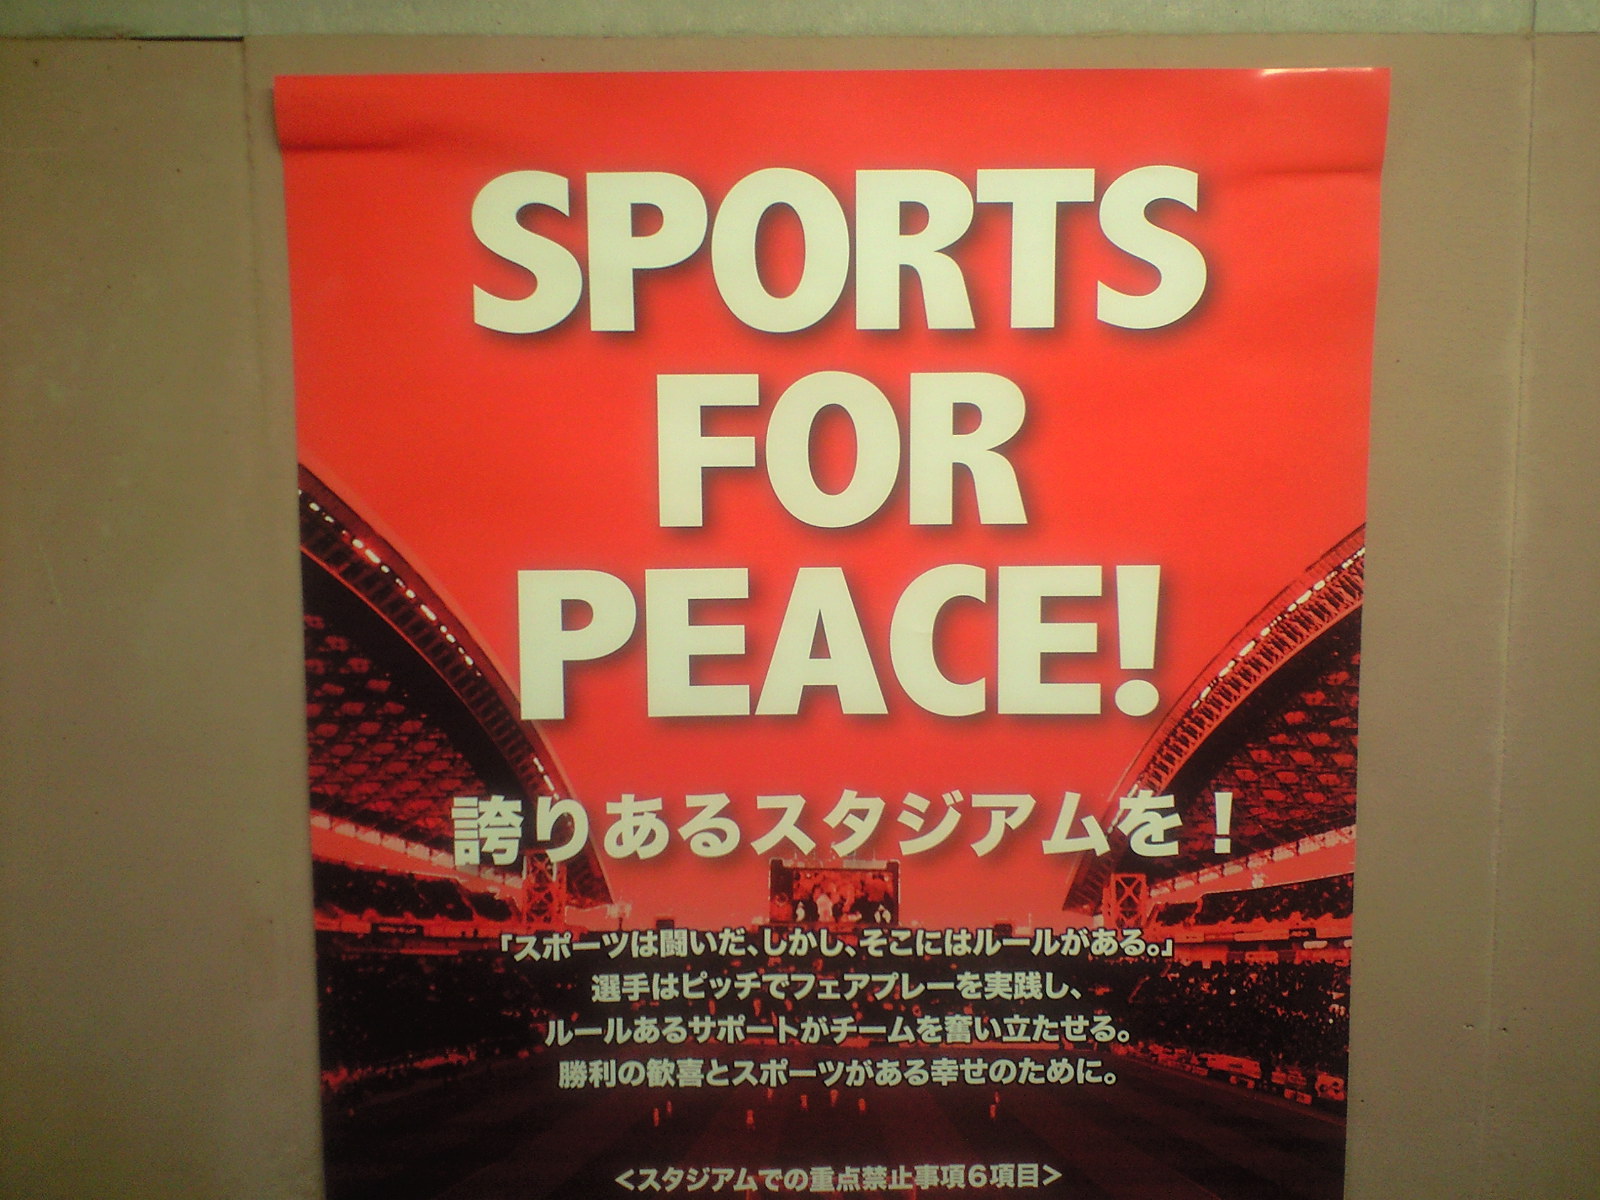 SPORTS
FOR
PEACE!
誇りあるスタジアムを！
「スポーツは闘いだ、しかし、そこにはルールがある。」
選手はピッチでフェアプレーを実践し、
ルールあるサポートがチームを奮い立たせる。
勝利の歓喜とスポーツがある幸せのために。
＜スタジアムでの重点禁止事項6項目＞